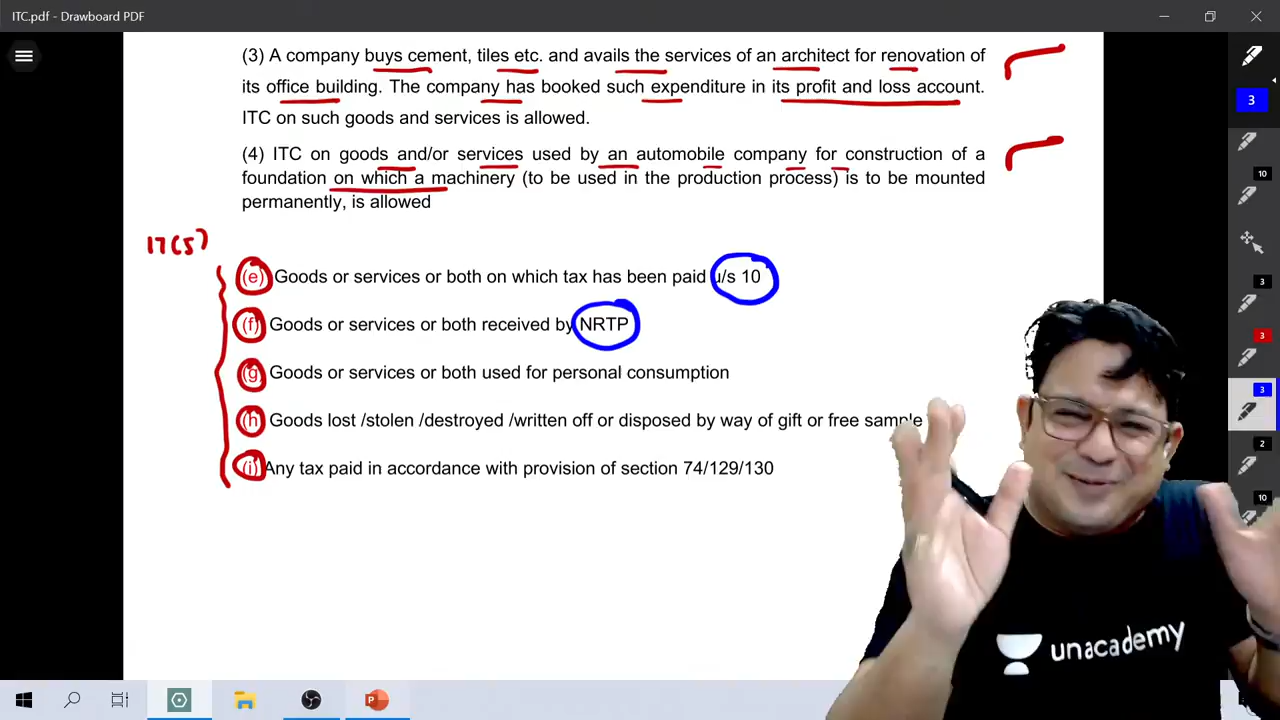 ITC.pdf - Drawboard PDF
(3) A company buys cement, tiles etc. and avails the services of an architect for renovation of
its office building. The company has booked such expenditure in its profit and loss account.
ITC on such goods and services is allowed.
(4) ITC on goods and/or services used by an automobile company for construction of a
foundation on which a machinery (to be used in the production process) is to be mounted
permanently, is allowed
17(5)
(e) Goods or services or both on which tax has been paid u/s 10
(f) Goods or services or both received by NRTP
(g) Goods or services or both used for personal consumption
(h) Goods lost /stolen /destroyed /written off or disposed by way of gift or free sample
(i) Any tax paid in accordance with provision of section 74/129/130
unacademy
3
10
3
3
3
2
10